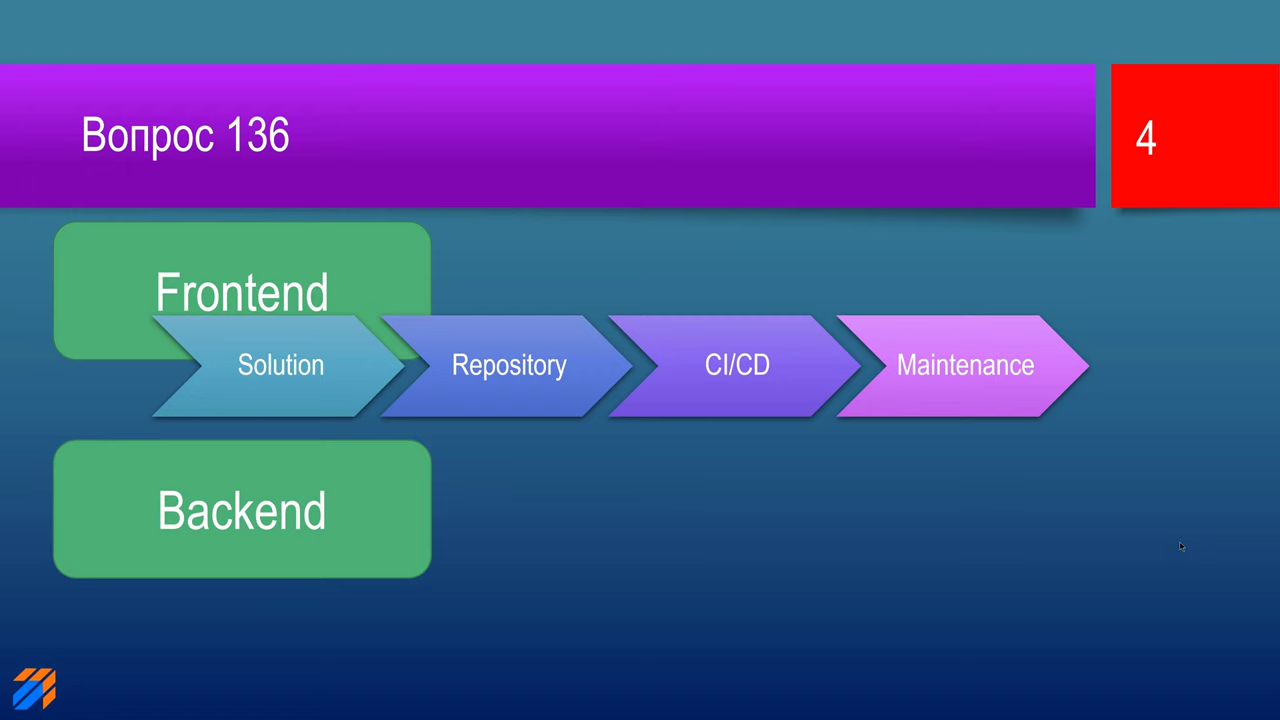 Вопрос 136
4
Frontend
Solution
Repository
CI/CD
Maintenance
Backend